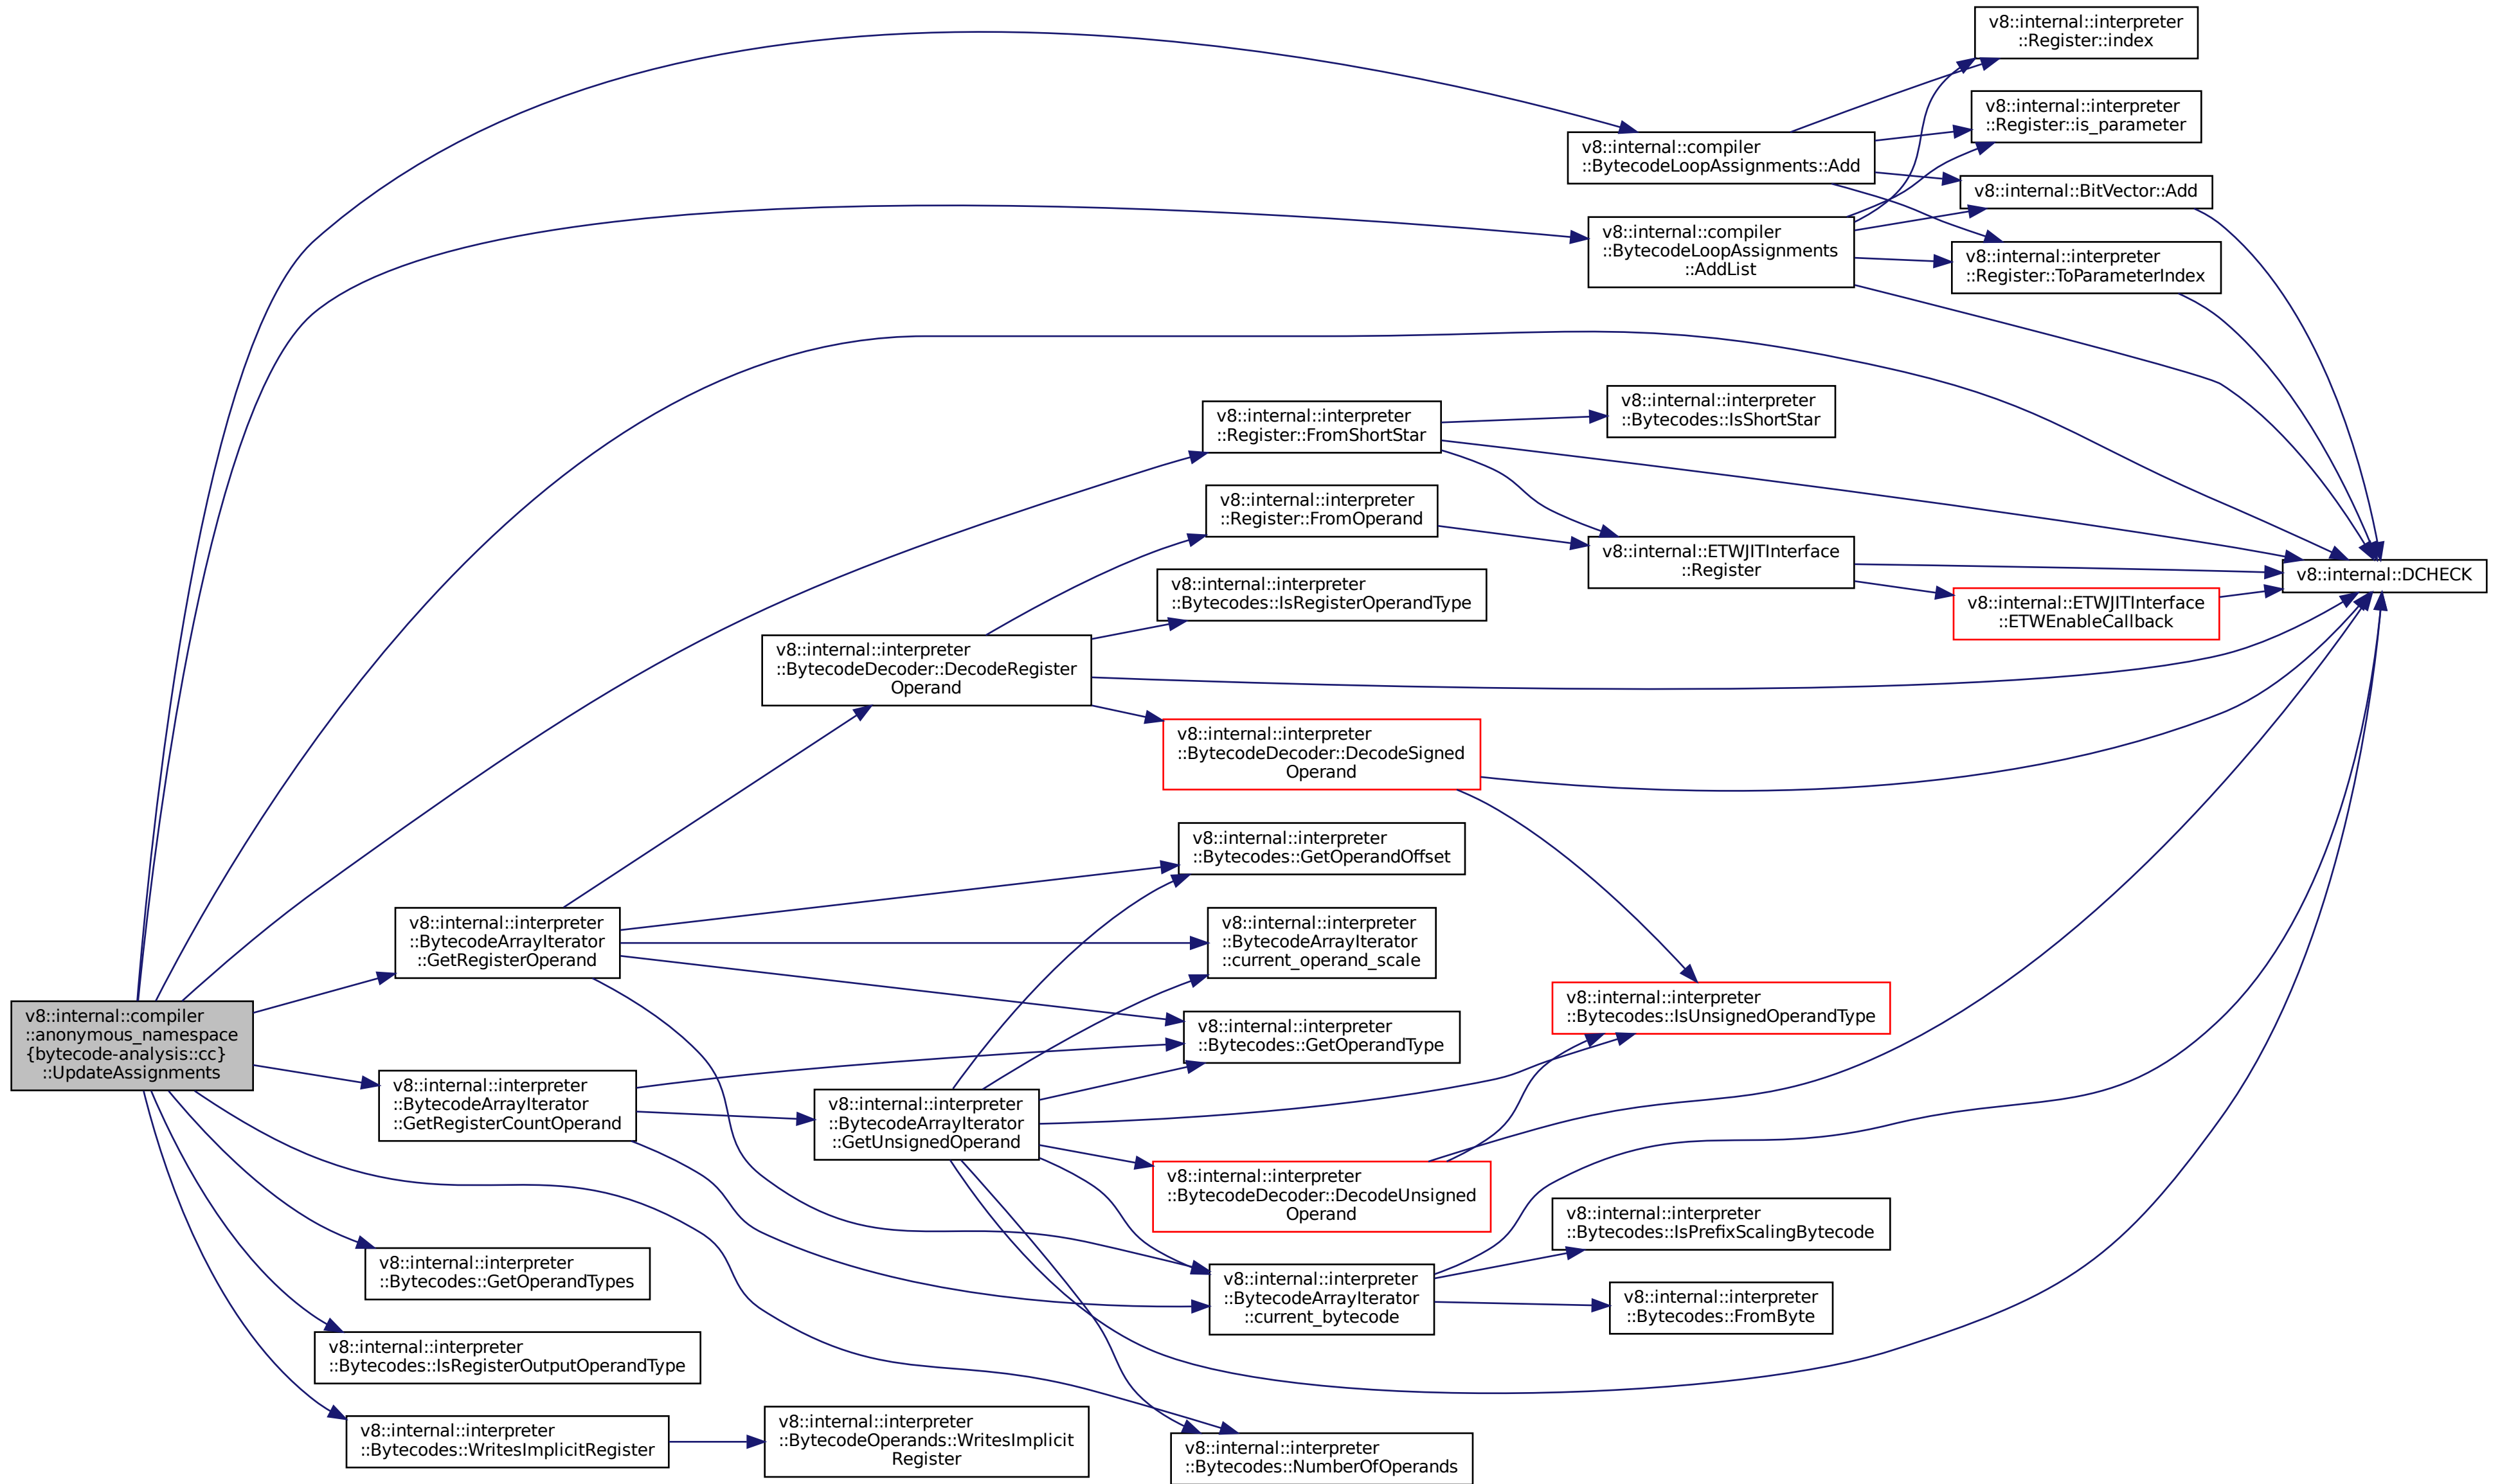 v8::internal::interpreter
::Register::index
v8::internal::interpreter
::Register::is_parameter
v8::internal::compiler
::BytecodeLoopAssignments::Add
v8::internal::BitVector::Add
v8::internal::compiler
::BytecodeLoopAssignments
::AddList
v8::internal::interpreter
::Register::ToParameterIndex
v8::internal::interpreter
::Register::FromShortStar
v8::internal::interpreter
::Bytecodes::IsShortStar
v8::internal::interpreter
::Register::FromOperand
v8::internal::ETWJITInterface
::Register
v8::internal::DCHECK
v8::internal::interpreter
::Bytecodes::IsRegisterOperandType
v8::internal::ETWJITInterface
::ETWEnableCallback
v8::internal::interpreter
::BytecodeDecoder::DecodeRegister
Operand
v8::internal::interpreter
::BytecodeDecoder::DecodeSigned
Operand
v8::internal::interpreter
::Bytecodes::GetOperandOffset
v8::internal::interpreter
::BytecodeArrayIterator
::GetRegisterOperand
v8::internal::interpreter
::BytecodeArrayIterator
::current_operand_scale
v8::internal::compiler
::anonymous_namespace
{bytecode-analysis::cc}
::UpdateAssignments
v8::internal::interpreter
::Bytecodes::GetOperandType
v8::internal::interpreter
::Bytecodes::IsUnsignedOperandType
v8::internal::interpreter
::BytecodeArrayIterator
::GetRegisterCountOperand
v8::internal::interpreter
::BytecodeArrayIterator
::GetUnsignedOperand
v8::internal::interpreter
::BytecodeDecoder::DecodeUnsigned
Operand
v8::internal::interpreter
::Bytecodes::IsPrefixScalingBytecode
v8::internal::interpreter
::Bytecodes::GetOperandTypes
v8::internal::interpreter
::BytecodeArrayIterator
::current_bytecode
v8::internal::interpreter
::Bytecodes::FromByte
v8::internal::interpreter
::Bytecodes::IsRegisterOutputOperandType
v8::internal::interpreter
::Bytecodes::WritesImplicitRegister
v8::internal::interpreter
::BytecodeOperands::WritesImplicit
Register
v8::internal::interpreter
::Bytecodes::NumberOfOperands